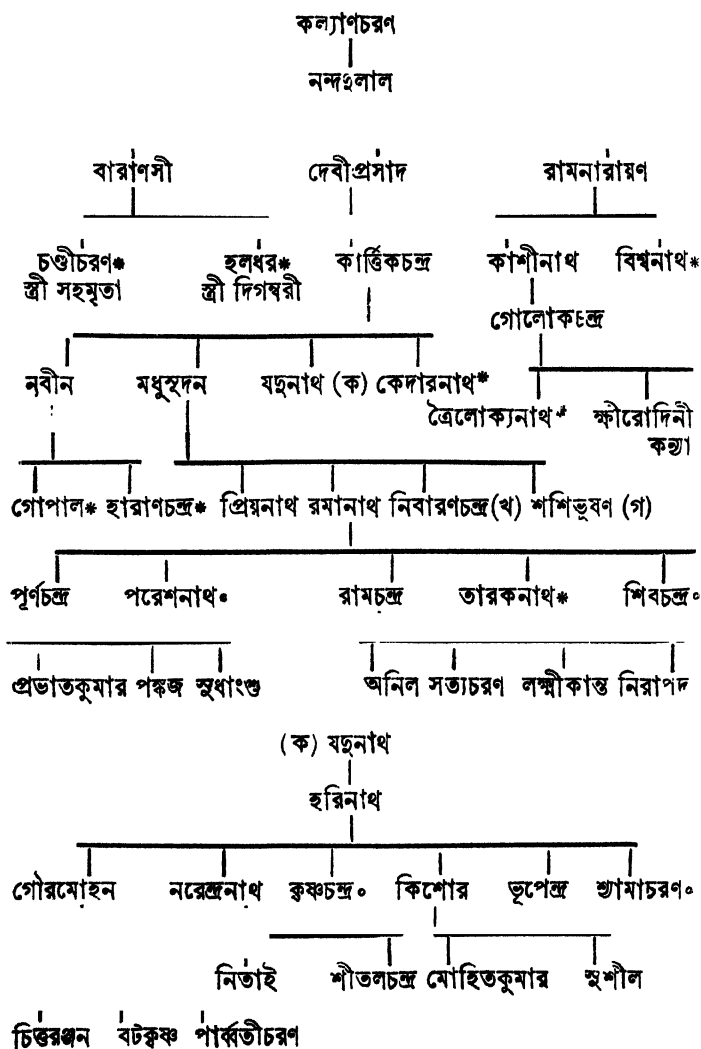 কল্যাণচরণ
নন্দদুলাল
বারাণসী দেবীপ্রসাদ রামনারায়ণ
চণ্ডীচরণ* হলধর* কার্ত্তিকচন্দ্র কাশীনাথ বিশ্বনাথ*
স্ত্রী সহমৃতা স্ত্রী দিগম্বরী
গোলোকচন্দ্র
নবীন মধুসূদন যদুনাথ (ক) কেদারনাথ*
ত্রৈলোক্যনাথ* ক্ষীরোদিনী
কন্যা
গোপাল* হারাণচন্দ্র* প্রিয়নাথ রমানাথ নিবারণচন্দ্র (খ) শশিভূষণ (গ)
পূর্ণচন্দ্র পরেশনাথ॰ রামচন্দ্র তারকনাথ* শিবচন্দ্র॰
প্রভাতকুমার পঙ্কজ সুধাংশু অনিল সত্যচরণ লক্ষ্মীকান্ত নিরাপদ
(ক) যদুনাথ
হরিনাথ
গৌরমোহন নরেন্দ্রনাথ কৃষ্ণচন্দ্র॰ কিশোর ভূপেন্দ্র শ্যামাচরণ॰
নিতাই শীতলচন্দ্র মোহিতকুমার সুশীল
চিত্তরঞ্জন বটকৃষ্ণ পার্ব্বতীচরণ